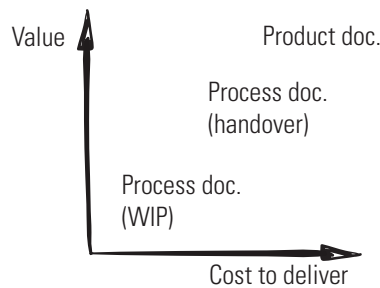 Value
Product doc.
Process doc.
(handover)
Process doc.
(WIP)
Cost to deliver